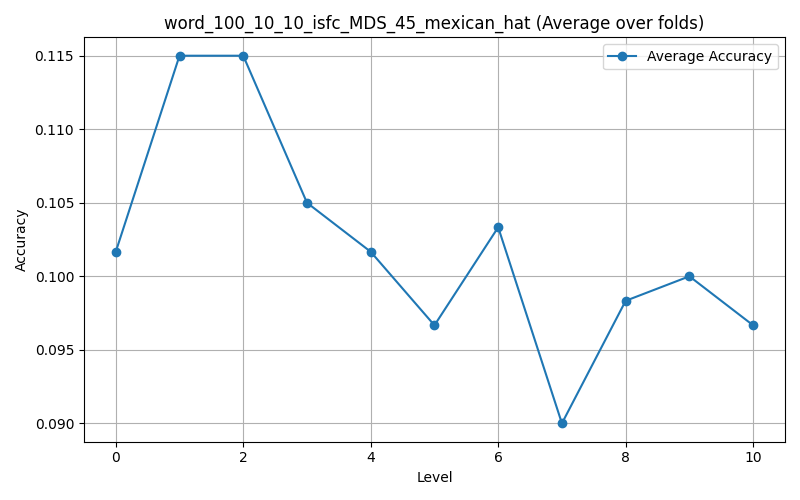 word_100_10_10_isfc_MDS_45_mexican_hat (Average over folds)
Average Accuracy
Accuracy
0.115
0.110
0.105
0.100
0.095
0.090
0 2 4 6 8 10
Level